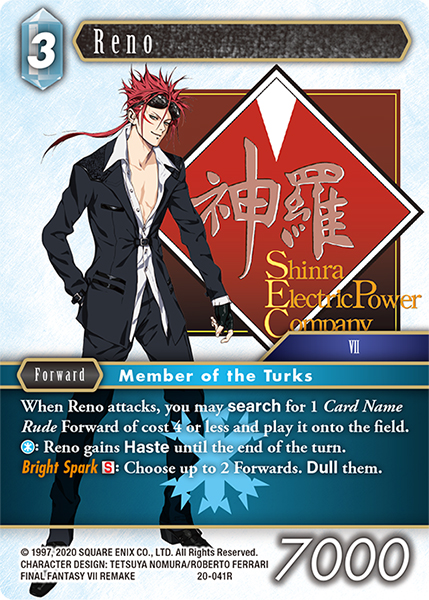 3
Reno
神羅
Shinra
Electric Power
Company
VII
Forward
Member of the Turks
When Reno attacks, you may search for 1 Card Name
Rude Forward of cost 4 or less and play it onto the field.
: Reno gains Haste until the end of the turn.
Bright Spark S: Choose up to 2 Forwards. Dull them.
© 1997, 2020 SQUARE ENIX CO., LTD. All Rights Reserved.
CHARACTER DESIGN: TETSUYA NOMURA/ROBERTO FERRARI
FINAL FANTASY VII REMAKE 20-041R
7000